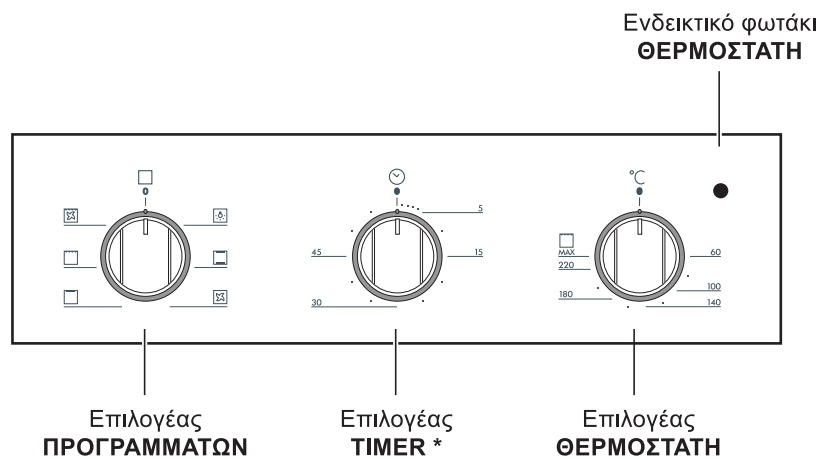 Ενδεικτικό φωτάκι
ΘΕΡΜΟΣΤΑΤΗ
0
°C
5
45
15
30
MAX
220
180
60
100
140
Επιλογέας
ΠΡΟΓΡΑΜΜΑΤΩΝ
Επιλογέας
TIMER *
Επιλογέας
ΘΕΡΜΟΣΤΑΤΗ